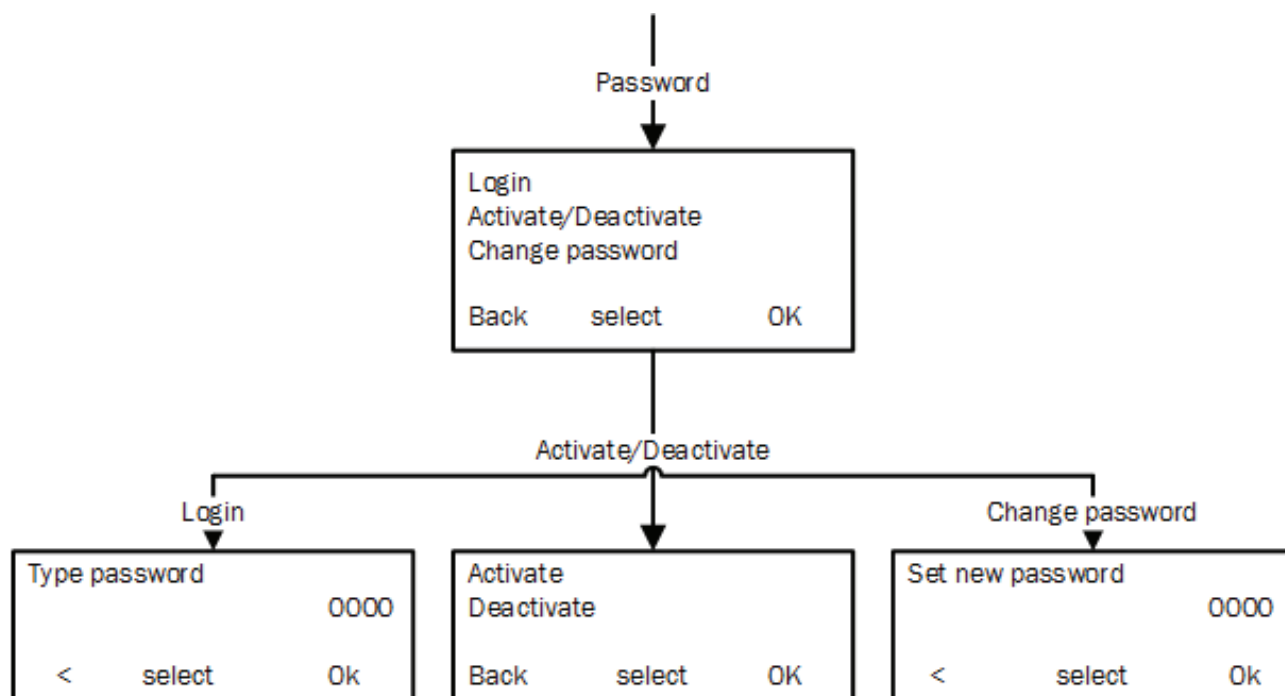 Password
Login
Activate/Deactivate
Change password
Back select OK
Activate/Deactivate
Login
Change password
Type password
0000
< select Ok
Activate
Deactivate
Back select OK
Set new password
0000
< select Ok